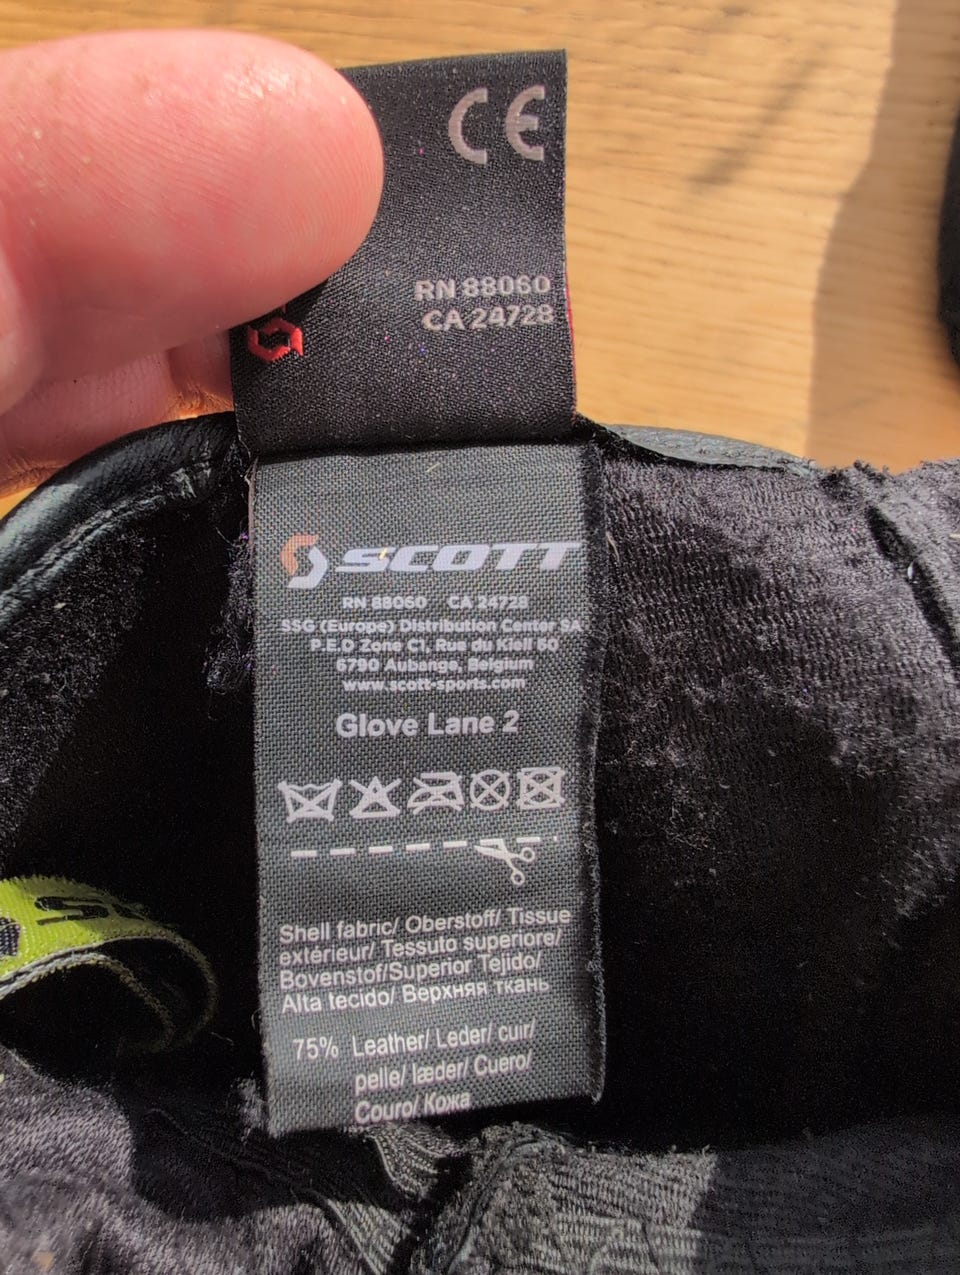 CE
RN 88060
CA 24728
SCOTT
RN 88060 CA 24728
SSG (Europe) Distribution Center SA
P.E.D Zone C1, Rue du Kiell 60
6790 Aubange, Belgium
www.scott-sports.com
Glove Lane 2
Shell fabric/ Oberstoff/ Tissue
extérieur/ Tessuto superiore/
Bovenstof/Superior Tejido/
Alta tecido/ Верхняя ткань
75% Leather/ Leder/ cuir/
pelle/ læder/ Cuero/
Couro/ Кожа